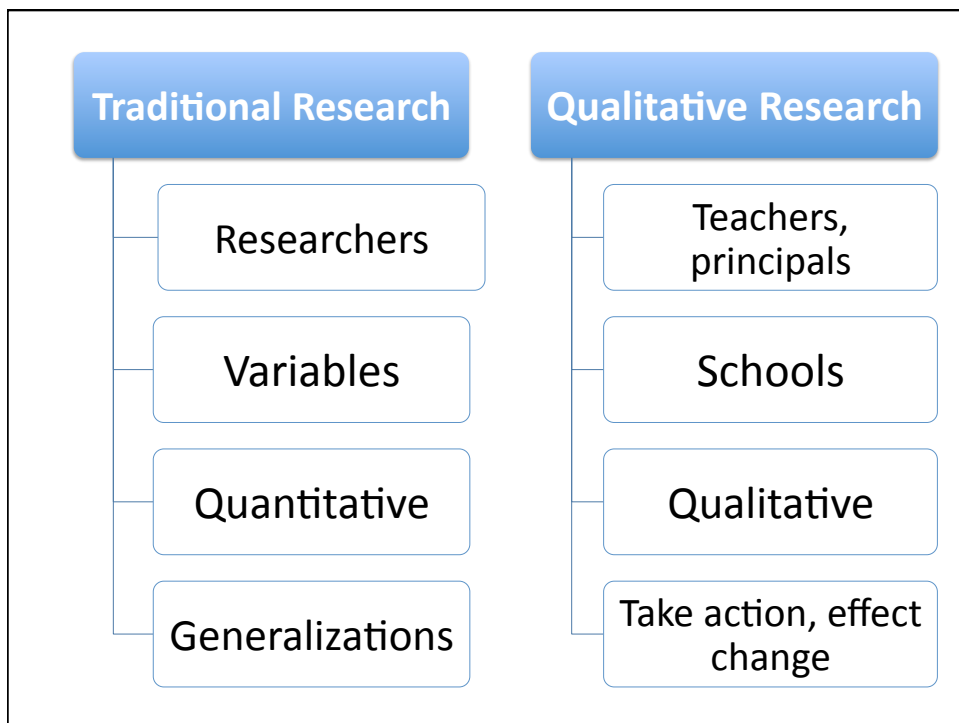 Traditional Research
Researchers
Variables
Quantitative
Generalizations
Qualitative Research
Teachers,
principals
Schools
Qualitative
Take action, effect
change